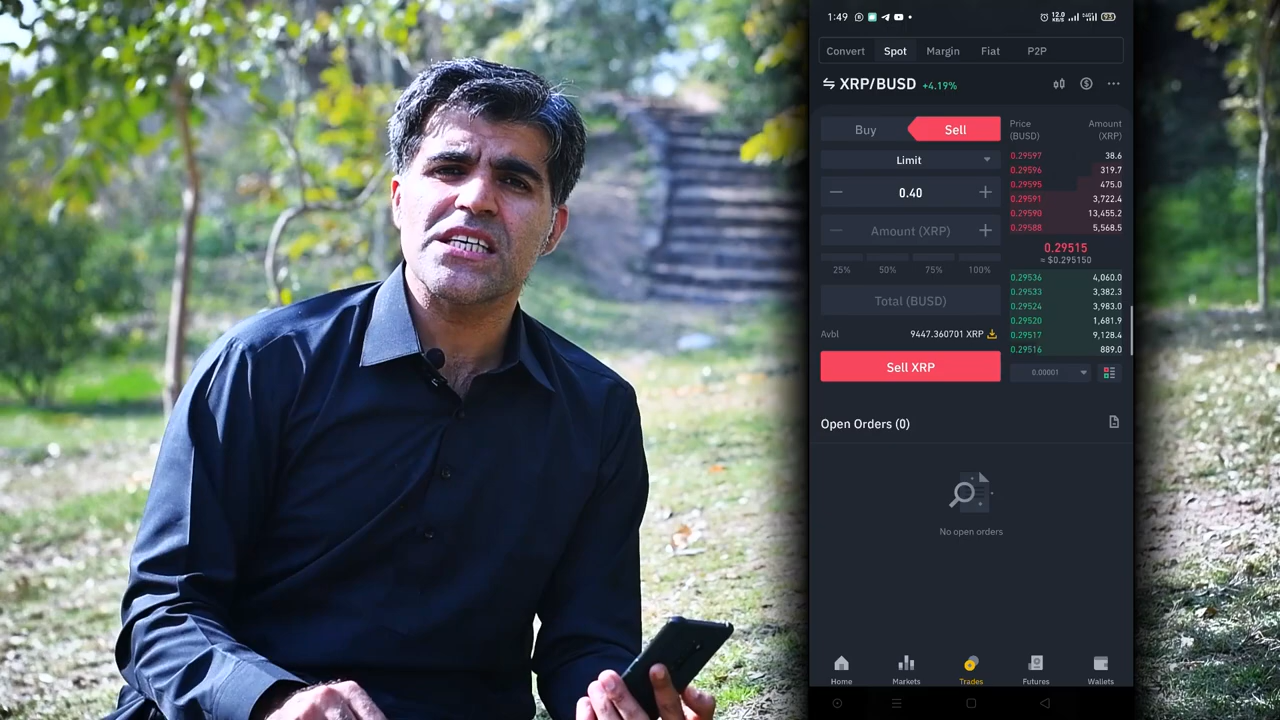 1:49
12.0 KB/S
93
Convert Spot Margin Fiat P2P
XRP/BUSD +4.19%
Buy Sell
Limit
0.40
Amount (XRP)
25% 50% 75% 100%
Total (BUSD)
Avbl 9447.360701 XRP
Sell XRP
Price Amount
(BUSD) (XRP)
0.29597 38.6
0.29596 319.7
0.29595 475.0
0.29591 3,722.4
0.29590 13,455.2
0.29588 5,568.5
0.29515
≈ $0.295150
0.29536 4,060.0
0.29533 3,382.3
0.29524 3,983.0
0.29520 1,681.9
0.29517 9,128.4
0.29516 889.0
0.00001
Open Orders (0)
No open orders
Home Markets Trades Futures Wallets